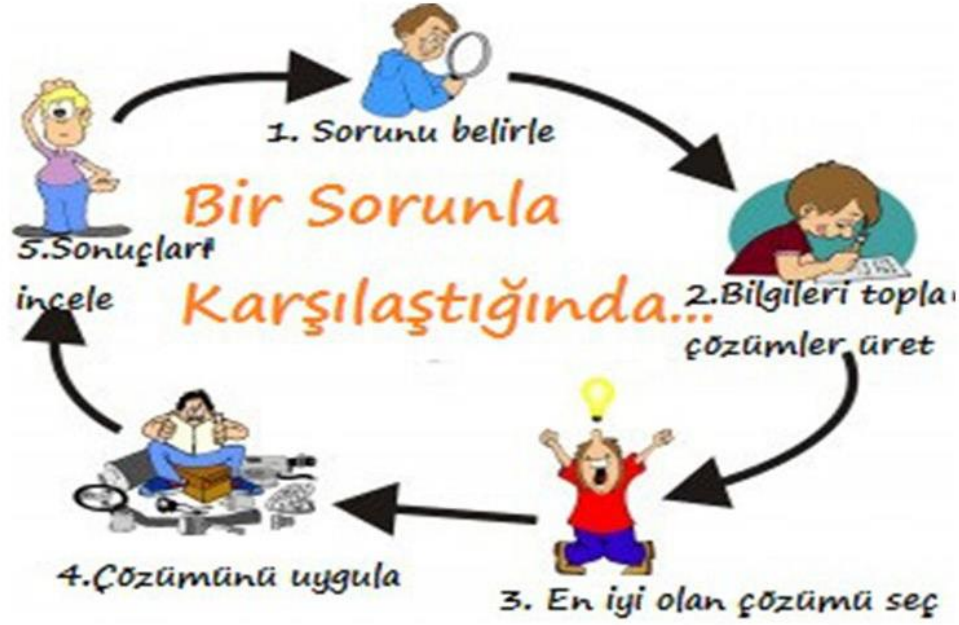 1. Sorunu belirle
Bir Sorunla
Karşılaştığında...
2.Bilgileri topla
çözümler üret
3. En iyi olan çözümü seç
4.Çözümünü uygula
5.Sonuçları
incele